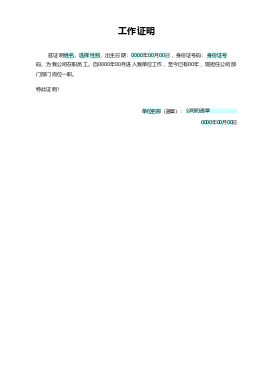 工作证明
兹证明姓名，选择性别，出生日期：0000年00月00日，身份证号码：身份证号
码，为我公司在职员工。自0000年00月进入我单位工作，至今已有00年，现担任公司部
门部门岗位一职。
特此证明！
单位名称（盖章）：公司的盖章
0000年00月00日